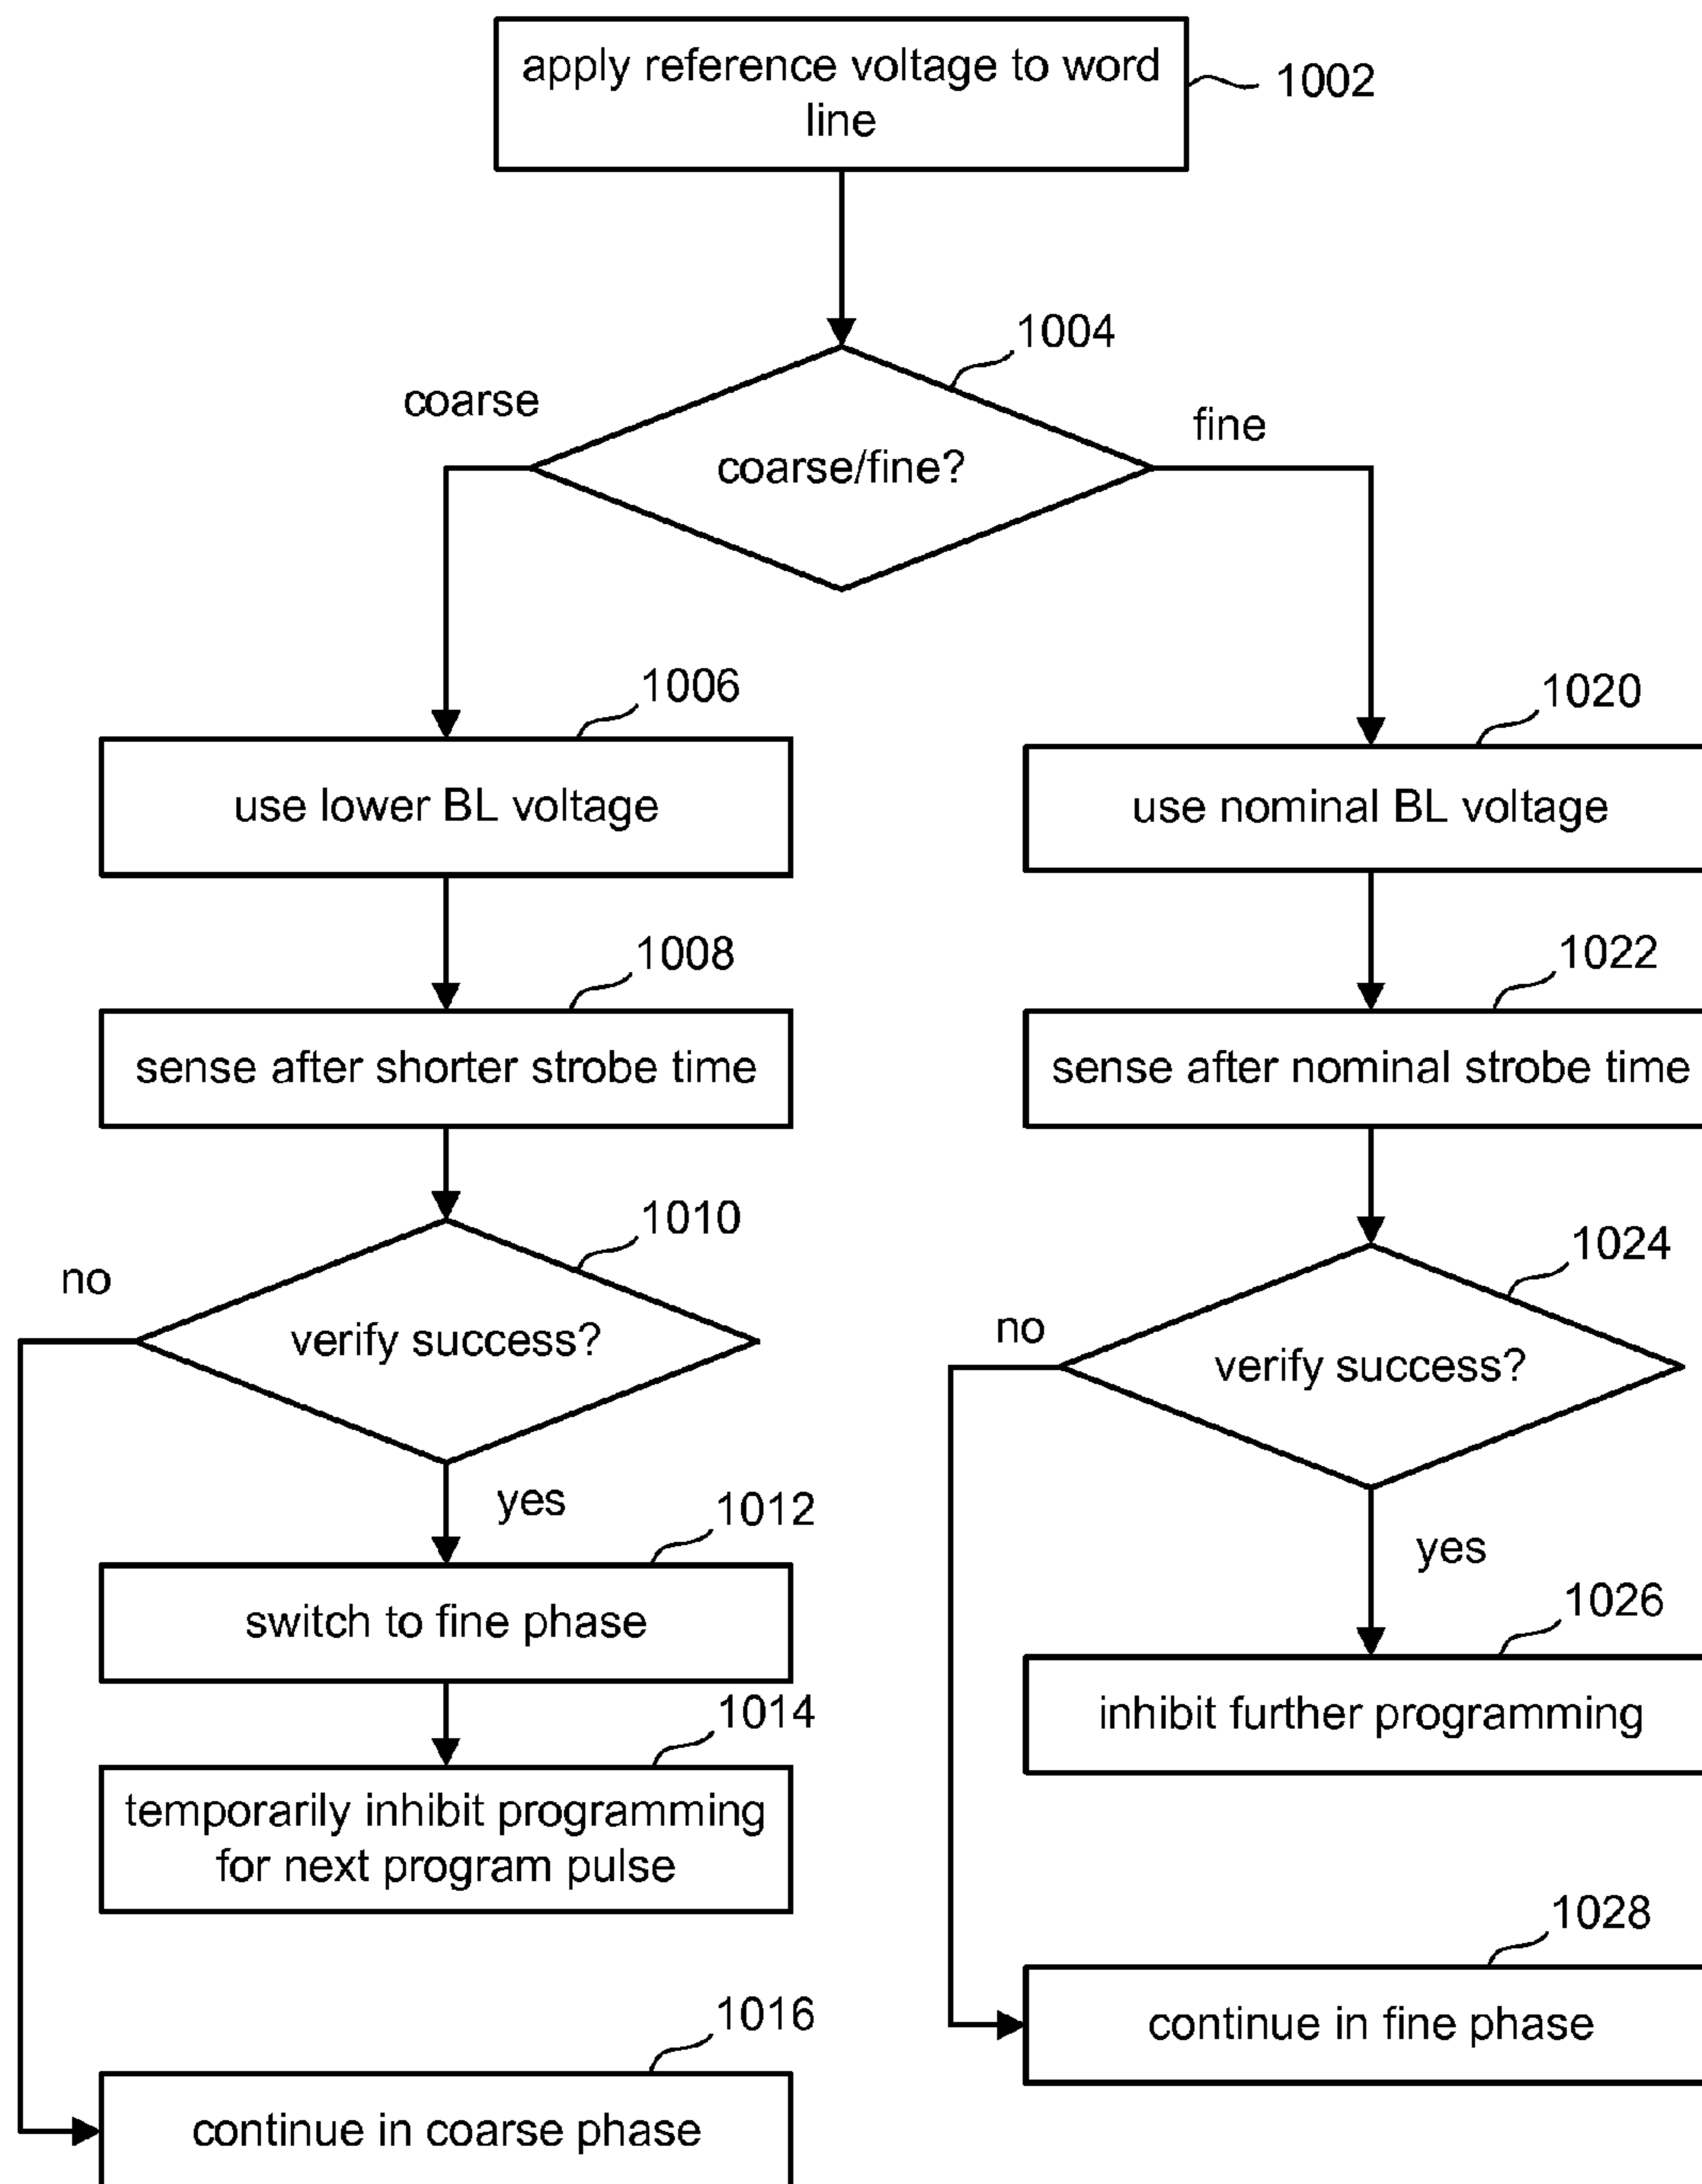 apply reference voltage to word
line
1002
1004
coarse
fine
coarse/fine?
1006
1020
use lower BL voltage
use nominal BL voltage
1008
1022
sense after shorter strobe time
sense after nominal strobe time
1010
1024
no
verify success?
no
verify success?
yes
1012
yes
switch to fine phase
1026
1014
inhibit further programming
temporarily inhibit programming
for next program pulse
1028
1016
continue in fine phase
continue in coarse phase